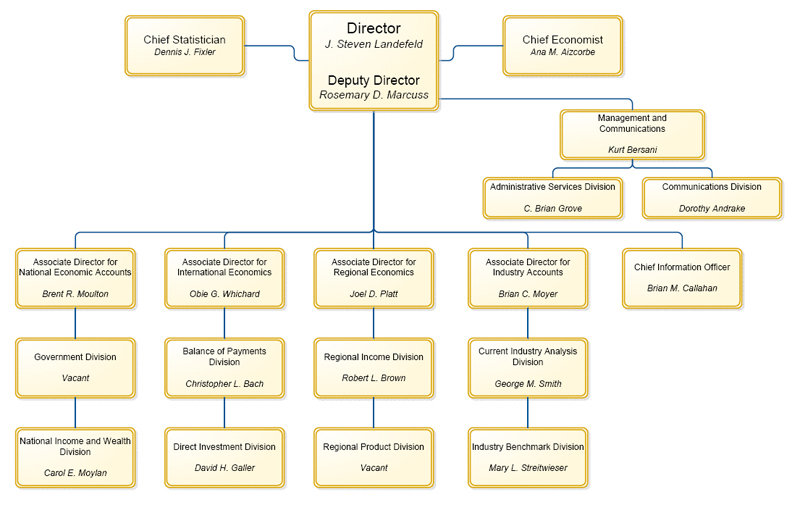 Chief Statistician
Dennis J. Fixler
Director
J. Steven Landefeld
Deputy Director
Rosemary D. Marcuss
Chief Economist
Ana M. Aizcorbe
Management and
Communications
Kurt Bersani
Administrative Services Division
C. Brian Grove
Communications Division
Dorothy Andrake
Associate Director for
National Economic Accounts
Brent R. Moulton
Associate Director for
International Economics
Obie G. Whichard
Associate Director for
Regional Economics
Joel D. Platt
Associate Director for
Industry Accounts
Brian C. Moyer
Chief Information Officer
Brian M. Callahan
Government Division
Vacant
Balance of Payments
Division
Christopher L. Bach
Regional Income Division
Robert L. Brown
Current Industry Analysis
Division
George M. Smith
National Income and Wealth
Division
Carol E. Moylan
Direct Investment Division
David H. Galler
Regional Product Division
Vacant
Industry Benchmark Division
Mary L. Streitwieser